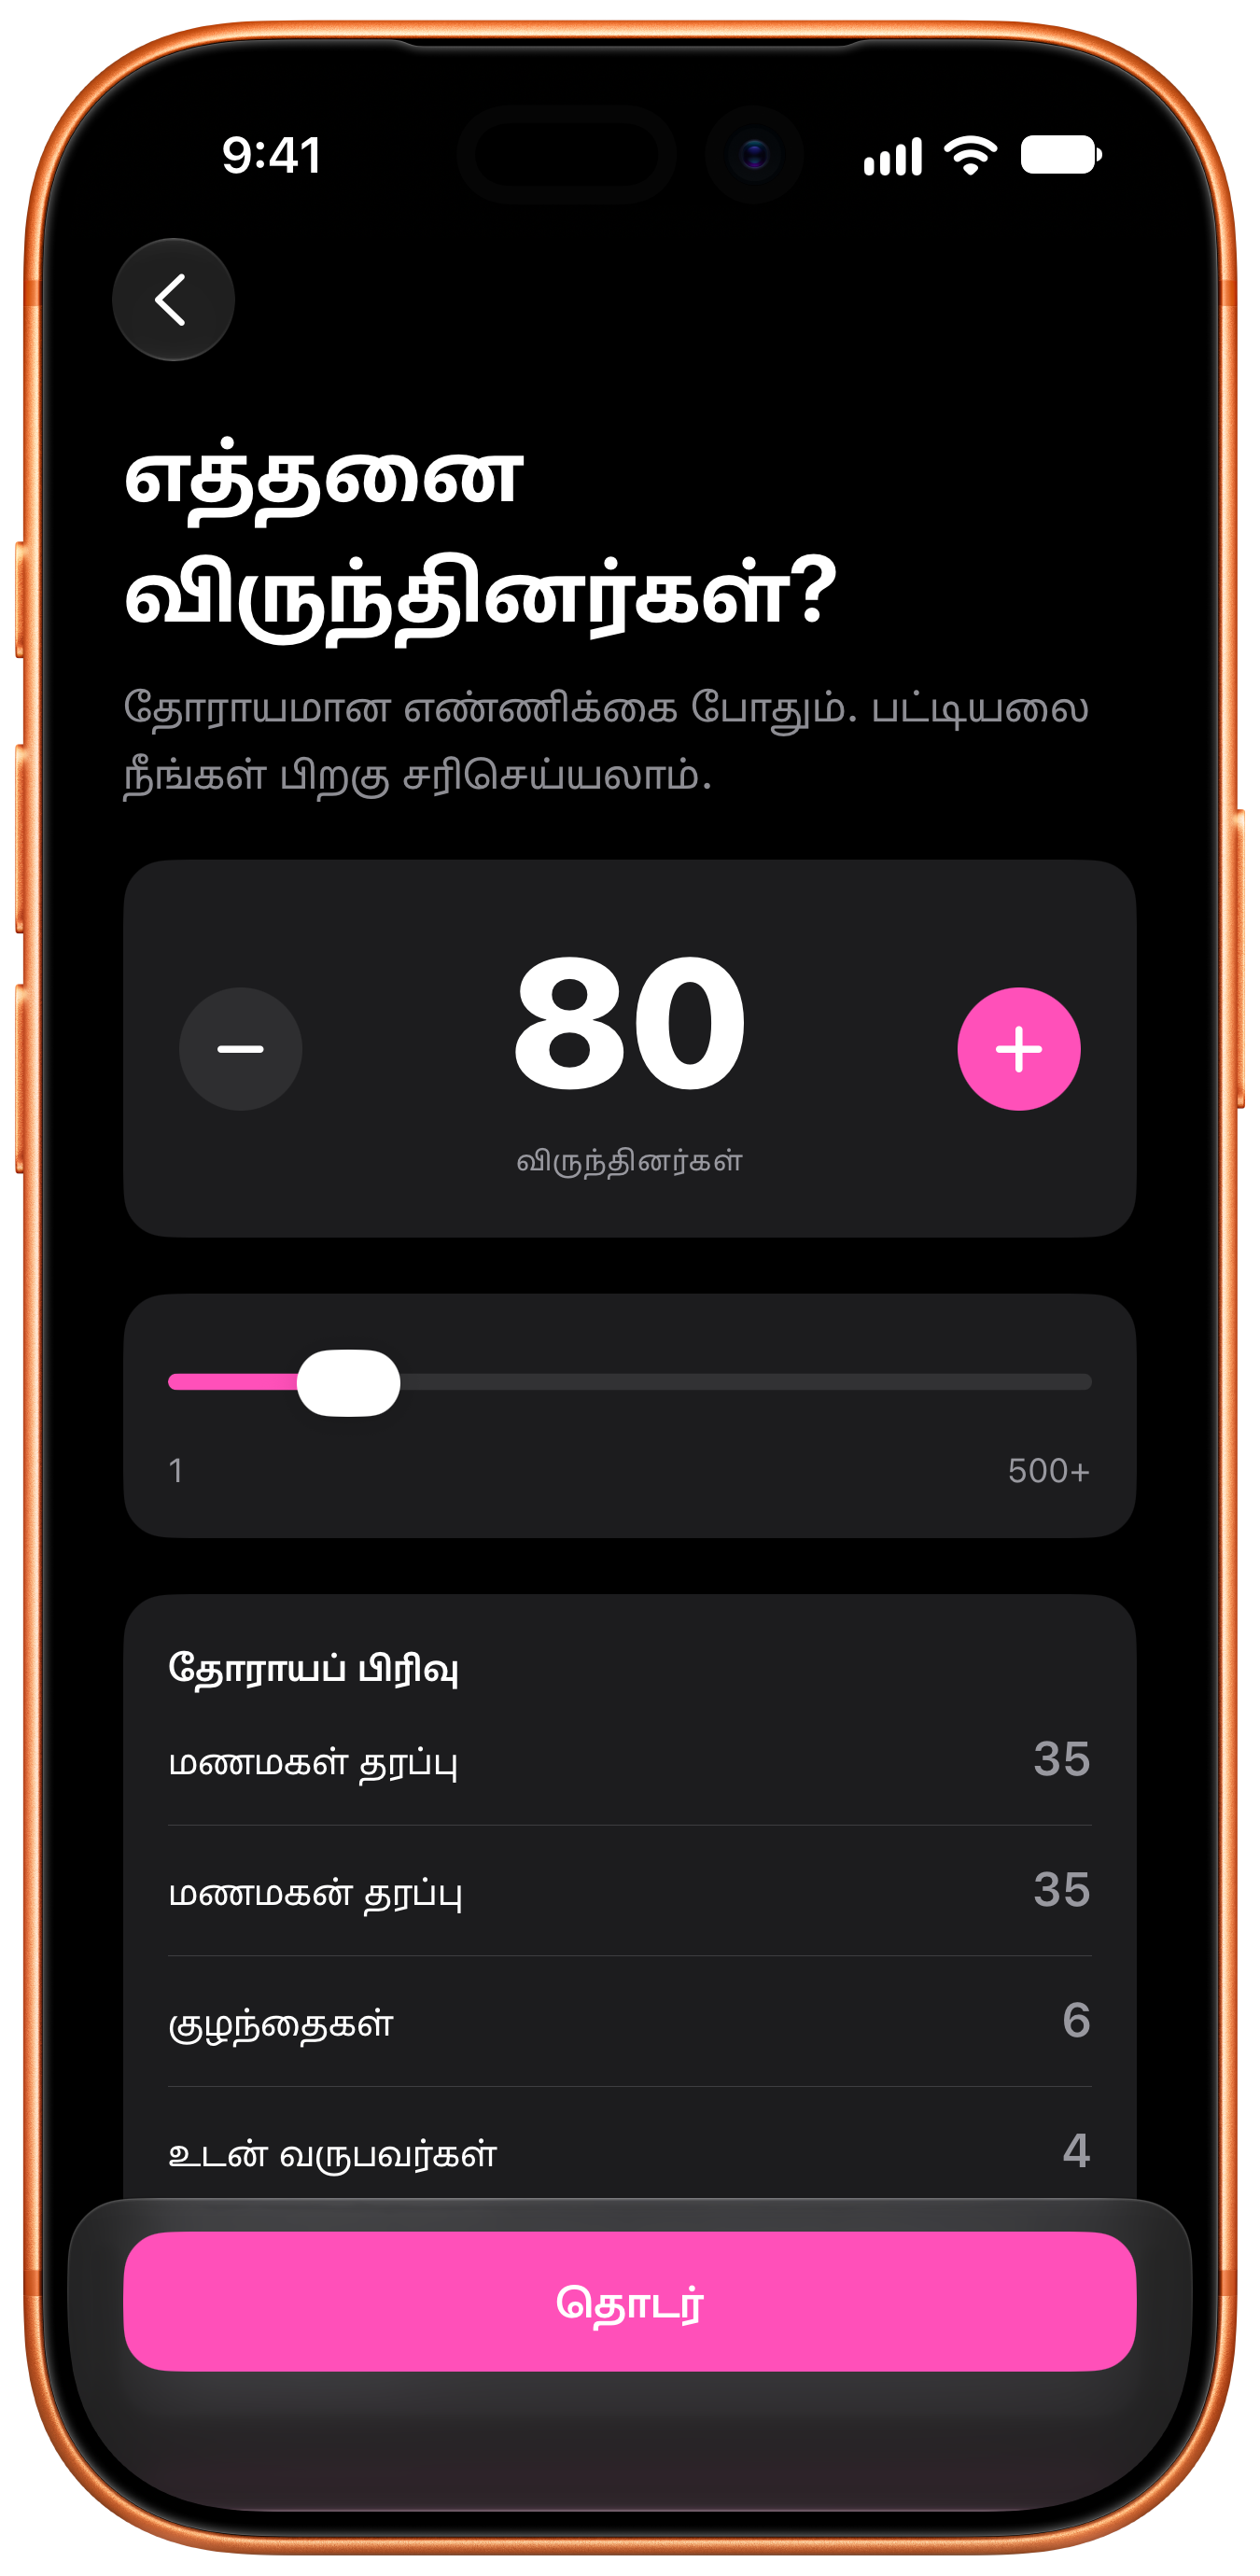 9:41
எத்தனை
விருந்தினர்கள்?
தோராயமான எண்ணிக்கை போதும். பட்டியலை
நீங்கள் பிறகு சரிசெய்யலாம்.
80
விருந்தினர்கள்
1
500+
தோராயப் பிரிவு
மணமகள் தரப்பு
35
மணமகன் தரப்பு
35
குழந்தைகள்
6
உடன் வருபவர்கள்
4
தொடர்